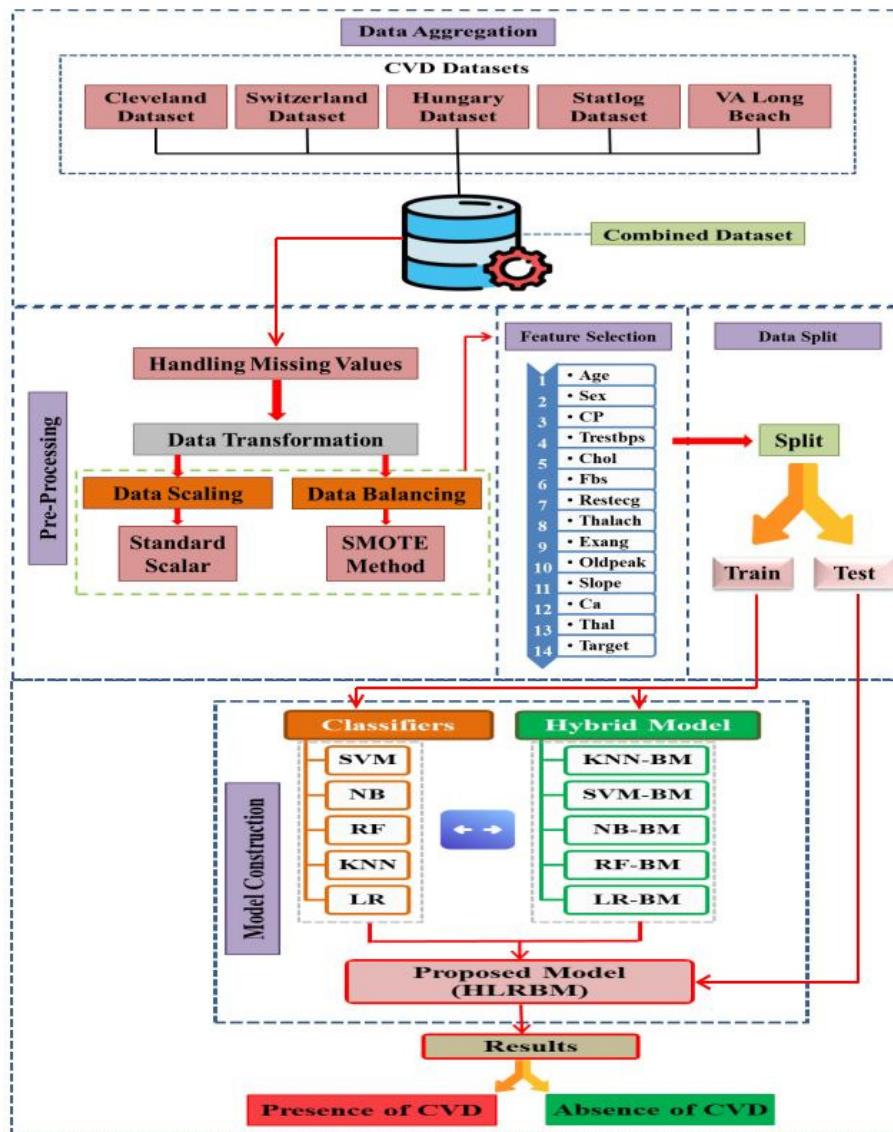 Data Aggregation
CVD Datasets
Cleveland
Dataset
Switzerland
Dataset
Hungary
Dataset
Statlog
Dataset
VA Long
Beach
Combined Dataset
Pre-Processing
Handling Missing Values
Data Transformation
Data Scaling
Data Balancing
Standard
Scalar
SMOTE
Method
Feature Selection
1 • Age
2 • Sex
3 • CP
4 • Trestbps
5 • Chol
6 • Fbs
7 • Restecg
8 • Thalach
9 • Exang
10 • Oldpeak
11 • Slope
12 • Ca
13 • Thal
14 • Target
Data Split
Split
Train
Test
Model Construction
Classifiers
SVM
NB
RF
KNN
LR
Hybrid Model
KNN-BM
SVM-BM
NB-BM
RF-BM
LR-BM
Proposed Model
(HLRBM)
Results
Presence of CVD
Absence of CVD